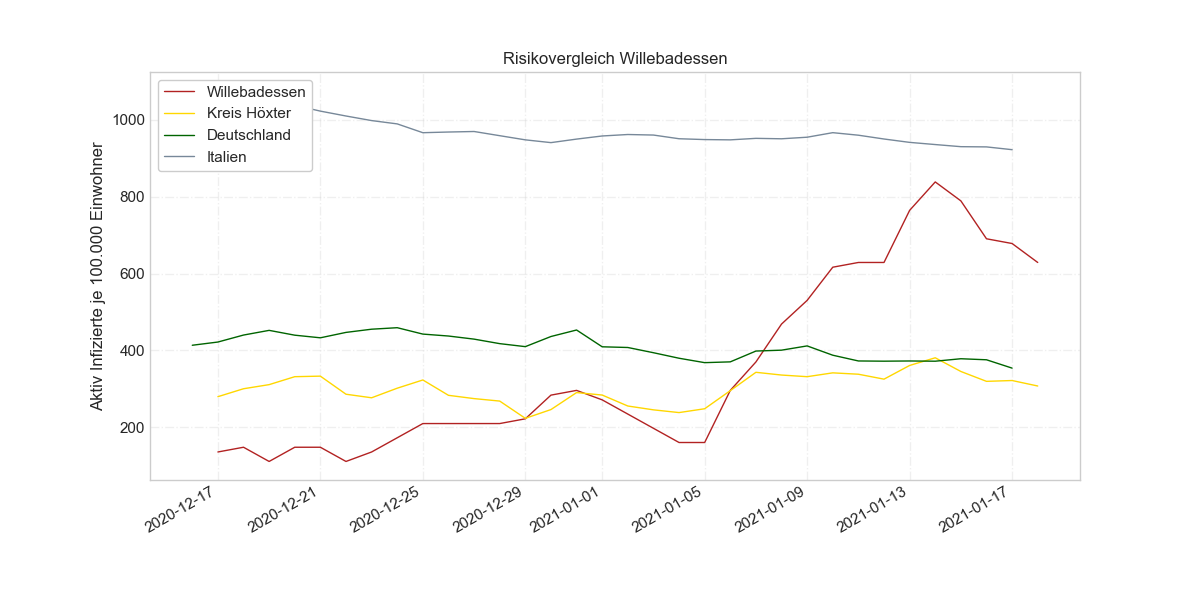 Risikovergleich Willebadessen
Willebadessen
Kreis Höxter
Deutschland
Italien
Aktiv Infizierte je 100.000 Einwohner
1000
800
600
400
200
2020-12-17
2020-12-21
2020-12-25
2020-12-29
2021-01-01
2021-01-05
2021-01-09
2021-01-13
2021-01-17